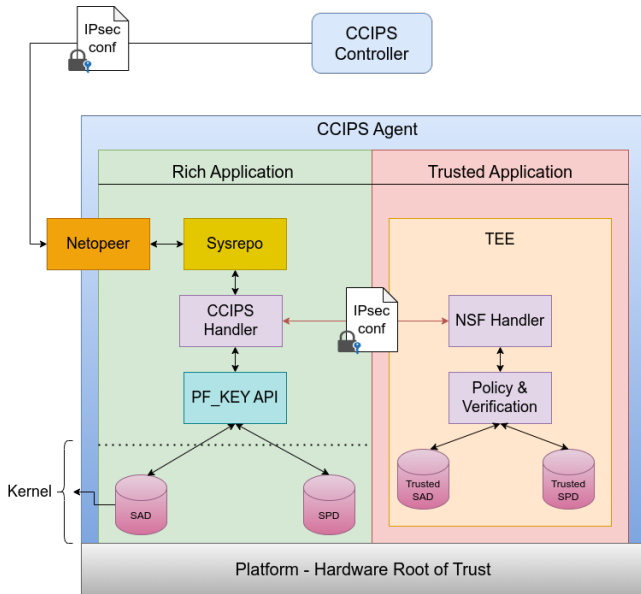 IPsec
conf
CCIPS
Controller
CCIPS Agent
Rich Application
Trusted Application
Netopeer
Sysrepo
TEE
CCIPS
Handler
IPsec
conf
NSF Handler
PF_KEY API
Policy &
Verification
Kernel
SAD
SPD
Trusted
SAD
Trusted
SPD
Platform - Hardware Root of Trust